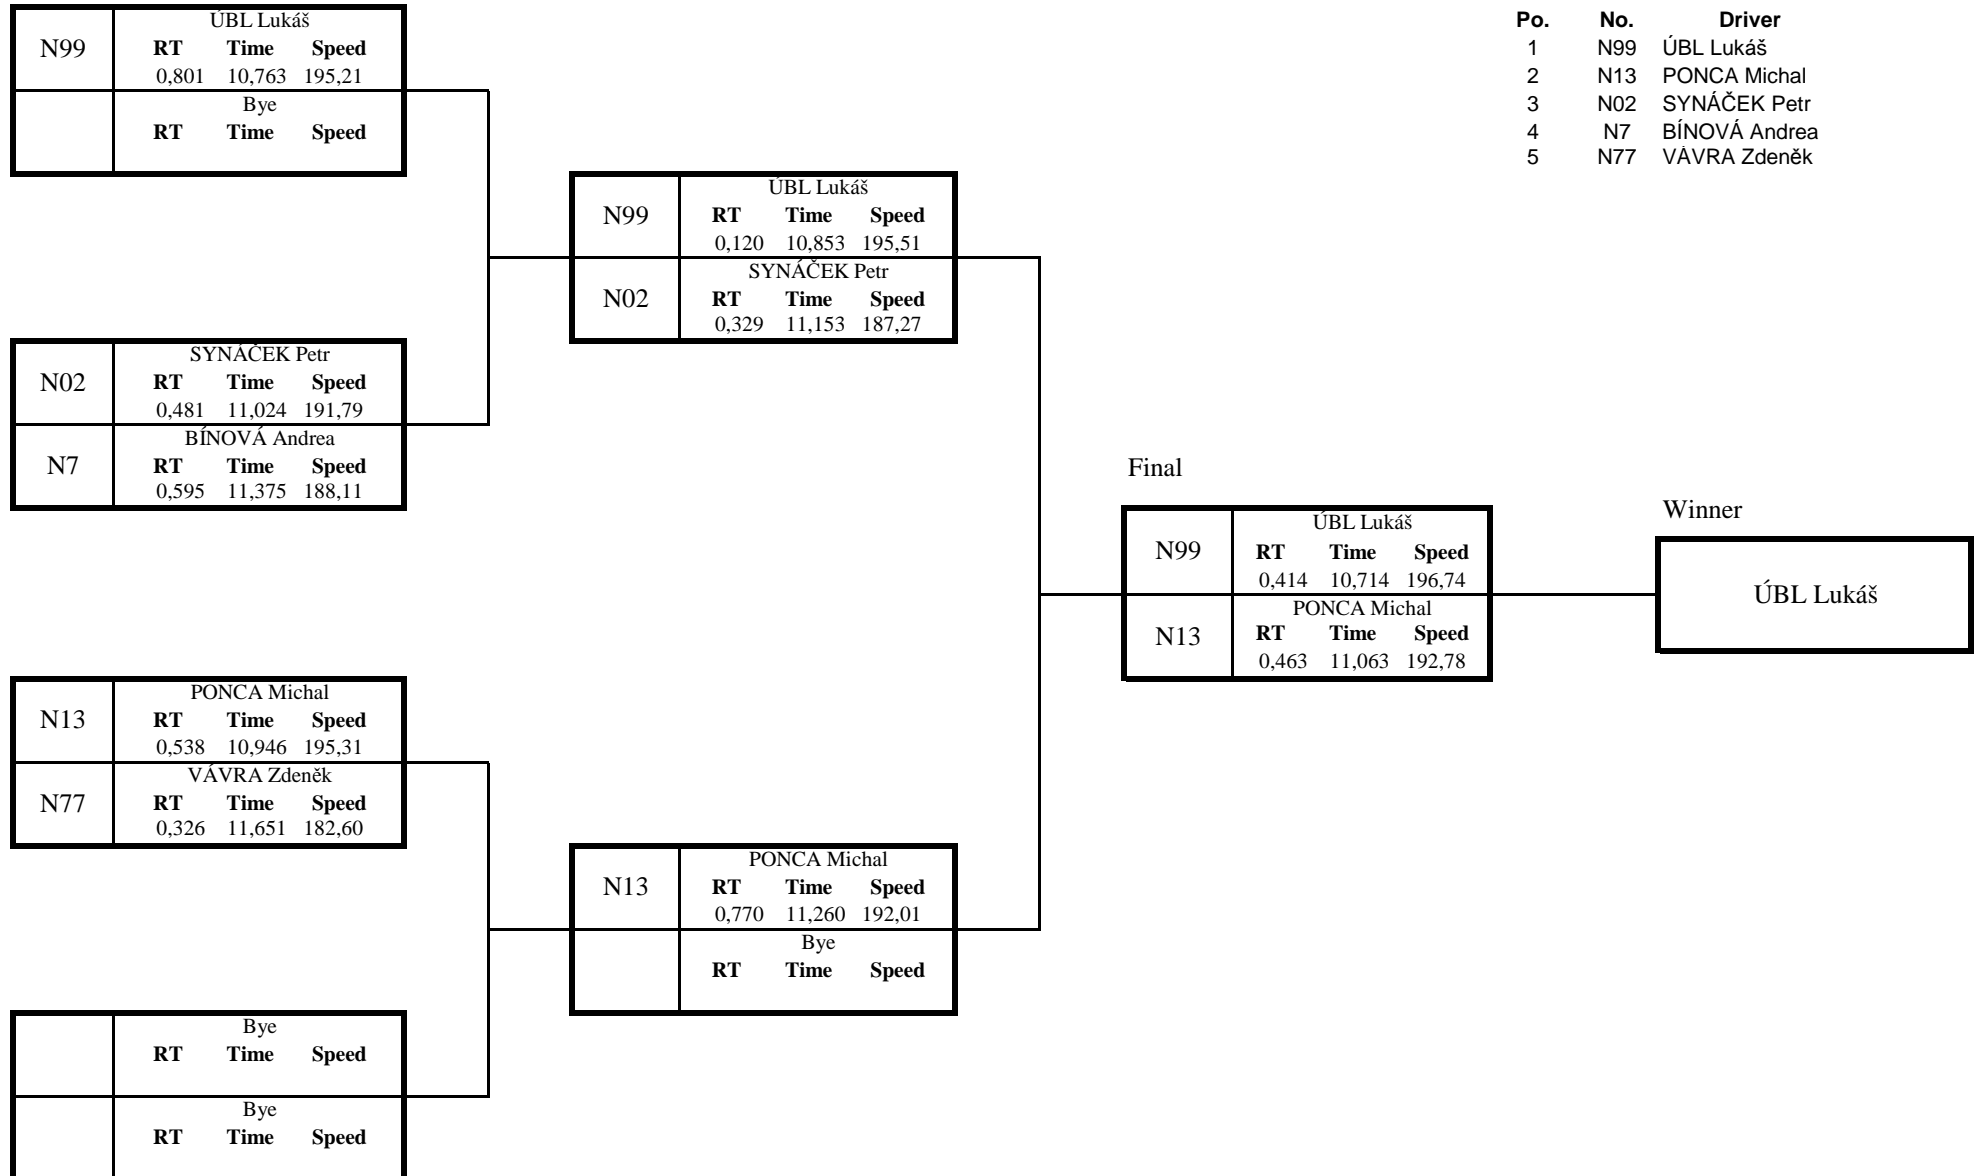 ÚBL Lukáš
N99 RT Time Speed
0,801 10,763 195,21
Bye
RT Time Speed
SYNÁČEK Petr
N02 RT Time Speed
0,481 11,024 191,79
BÍNOVÁ Andrea
N7 RT Time Speed
0,595 11,375 188,11
PONCA Michal
N13 RT Time Speed
0,538 10,946 195,31
VÁVRA Zdeněk
N77 RT Time Speed
0,326 11,651 182,60
Bye
RT Time Speed
Bye
RT Time Speed
ÚBL Lukáš
N99 RT Time Speed
0,120 10,853 195,51
SYNÁČEK Petr
N02 RT Time Speed
0,329 11,153 187,27
PONCA Michal
N13 RT Time Speed
0,770 11,260 192,01
Bye
RT Time Speed
Final
ÚBL Lukáš
N99 RT Time Speed
0,414 10,714 196,74
PONCA Michal
N13 RT Time Speed
0,463 11,063 192,78
Winner
ÚBL Lukáš
Po. No. Driver
1 N99 ÚBL Lukáš
2 N13 PONCA Michal
3 N02 SYNÁČEK Petr
4 N7 BÍNOVÁ Andrea
5 N77 VÁVRA Zdeněk